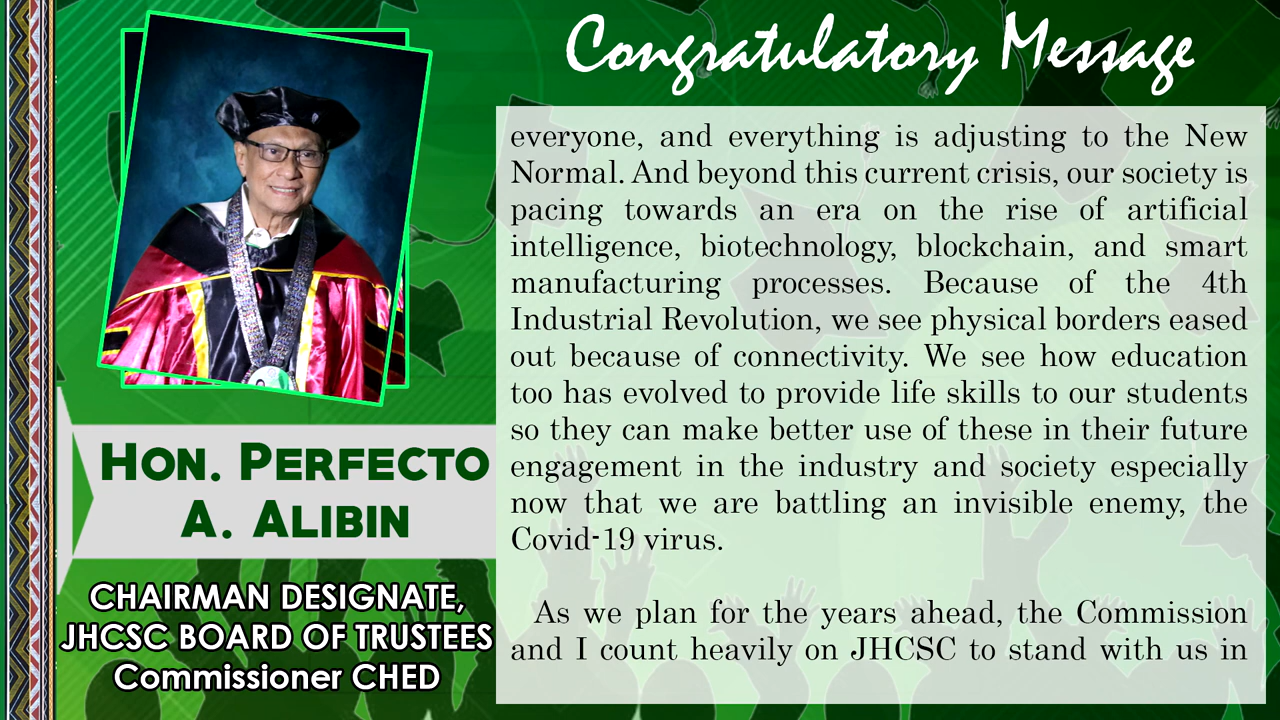 Congratulatory Message
everyone, and everything is adjusting to the New
Normal. And beyond this current crisis, our society is
pacing towards an era on the rise of artificial
intelligence, biotechnology, blockchain, and smart
manufacturing processes. Because of the 4th
Industrial Revolution, we see physical borders eased
out because of connectivity. We see how education
too has evolved to provide life skills to our students
so they can make better use of these in their future
engagement in the industry and society especially
now that we are battling an invisible enemy, the
Covid-19 virus.
As we plan for the years ahead, the Commission
and I count heavily on JHCSC to stand with us in
HON. PERFECTO
A. ALIBIN
CHAIRMAN DESIGNATE,
JHCSC BOARD OF TRUSTEES
Commissioner CHED